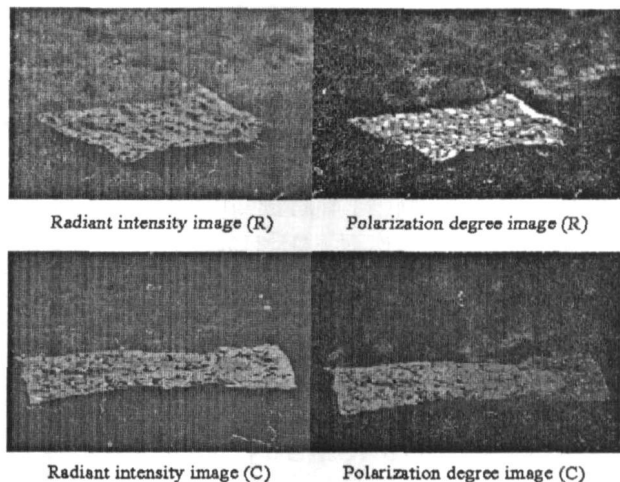 Radiant intensity image (R)
Polarization degree image (R)
Radiant intensity image (C)
Polarization degree image (C)